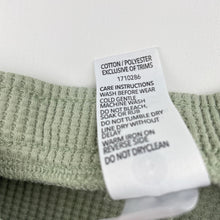 COTTON / POLYESTER
EXCLUSIVE OF TRIMS
1710286
CARE INSTRUCTIONS
WASH BEFORE WEAR
COLD GENTLE
MACHINE WASH
DO NOT BLEACH,
SOAK OR RUB
DO NOT TUMBLE DRY
LINE DRY WITHOUT
DELAY
WARM IRON ON
REVERSE SIDE
DO NOT DRYCLEAN